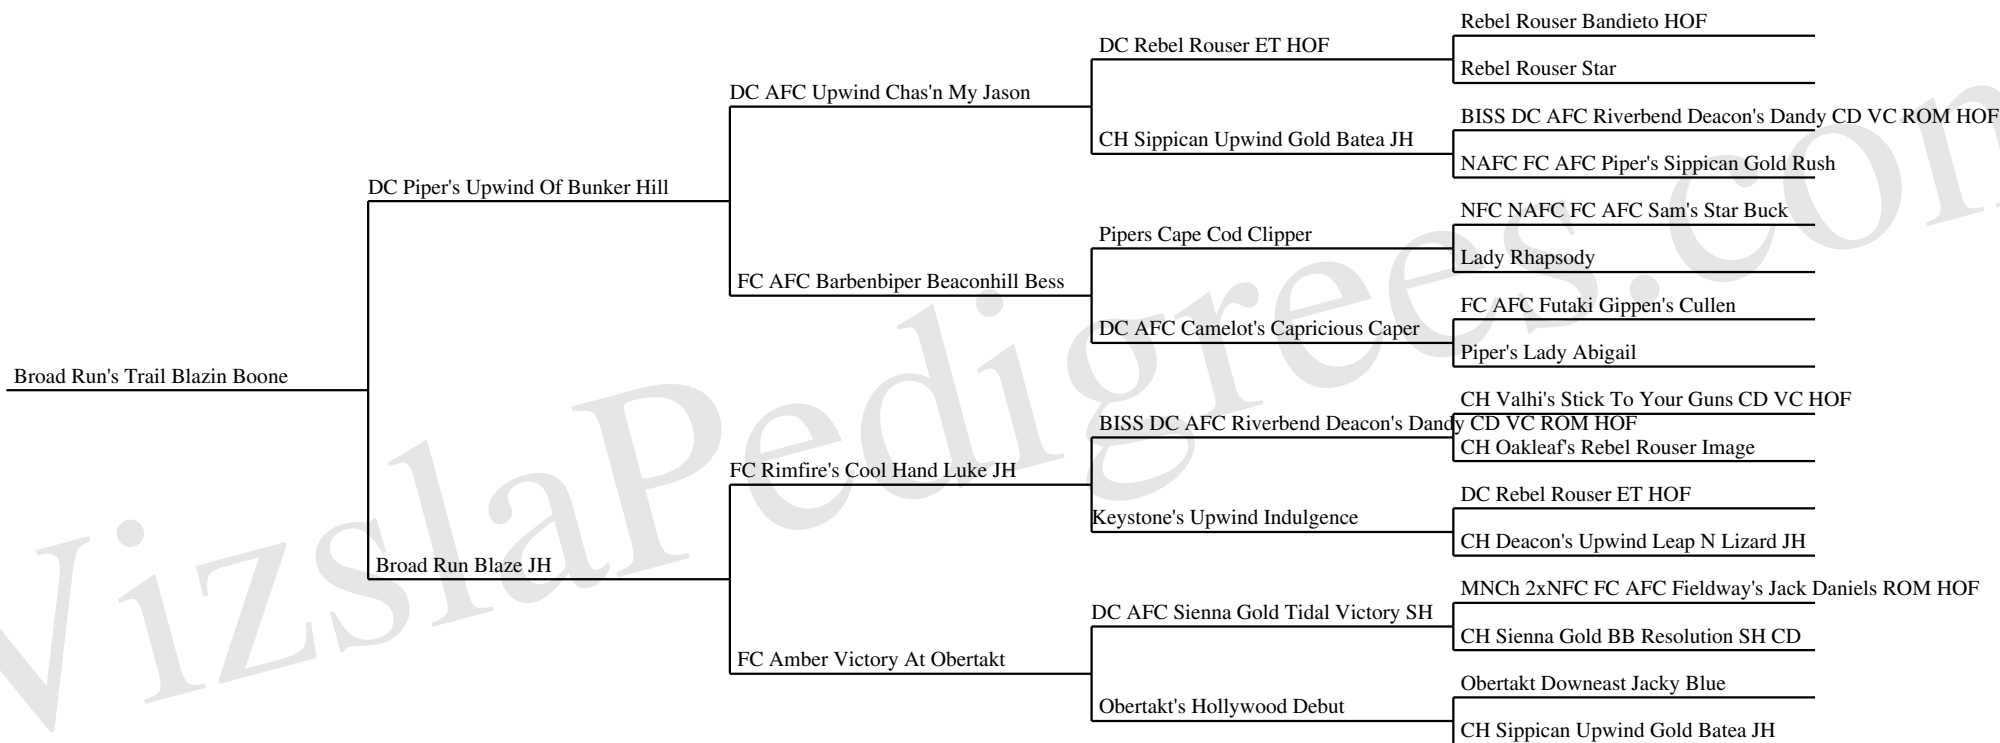 Rebel Rouser Bandieto HOF
DC Rebel Rouser ET HOF
Rebel Rouser Star
DC AFC Upwind Chas'n My Jason
BISS DC AFC Riverbend Deacon's Dandy CD VC ROM HOF
CH Sippican Upwind Gold Batea JH
NAFC FC AFC Piper's Sippican Gold Rush
DC Piper's Upwind Of Bunker Hill
NFC NAFC FC AFC Sam's Star Buck
Pipers Cape Cod Clipper
Lady Rhapsody
FC AFC Barbenbiper Beaconhill Bess
FC AFC Futaki Gippen's Cullen
DC AFC Camelot's Capricious Caper
Piper's Lady Abigail
Broad Run's Trail Blazin Boone
CH Valhi's Stick To Your Guns CD VC HOF
BISS DC AFC Riverbend Deacon's Dandy CD VC ROM HOF
CH Oakleaf's Rebel Rouser Image
FC Rimfire's Cool Hand Luke JH
DC Rebel Rouser ET HOF
Keystone's Upwind Indulgence
CH Deacon's Upwind Leap N Lizard JH
Broad Run Blaze JH
MNCh 2xNFC FC AFC Fieldway's Jack Daniels ROM HOF
DC AFC Sienna Gold Tidal Victory SH
CH Sienna Gold BB Resolution SH CD
FC Amber Victory At Obertakt
Obertakt Downeast Jacky Blue
Obertakt's Hollywood Debut
CH Sippican Upwind Gold Batea JH
VizslaPedigrees.com